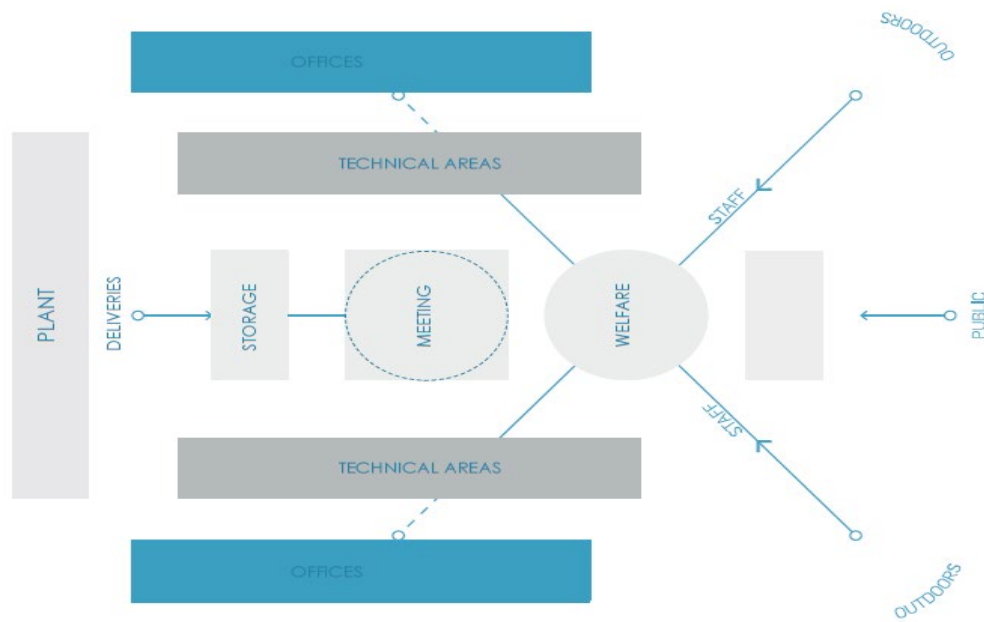 OUTDOORS
OFFICES
TECHNICAL AREAS
STAFF
PLANT
DELIVERIES
STORAGE
MEETING
WELFARE
PUBLIC
STAFF
TECHNICAL AREAS
OFFICES
OUTDOORS